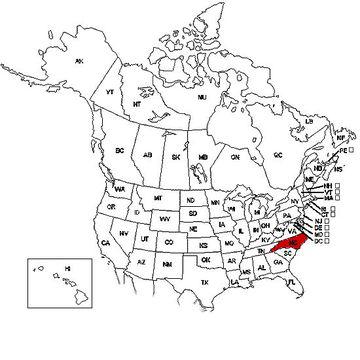 AK
YT
NT
NU
BC
AB
SK
MB
ON
QC
LB
NF
PE
NS
NB
ME
NH
VT
MA
WA
MT
ND
MN
OR
ID
WY
SD
WI
MI
NY
RI
CT
PA
NJ
DE
MD
DC
CA
NV
UT
CO
NE
KS
IA
IL
IN
OH
WV
VA
KY
MO
NC
TN
SC
AZ
NM
OK
AR
MS
AL
GA
TX
LA
FL
HI